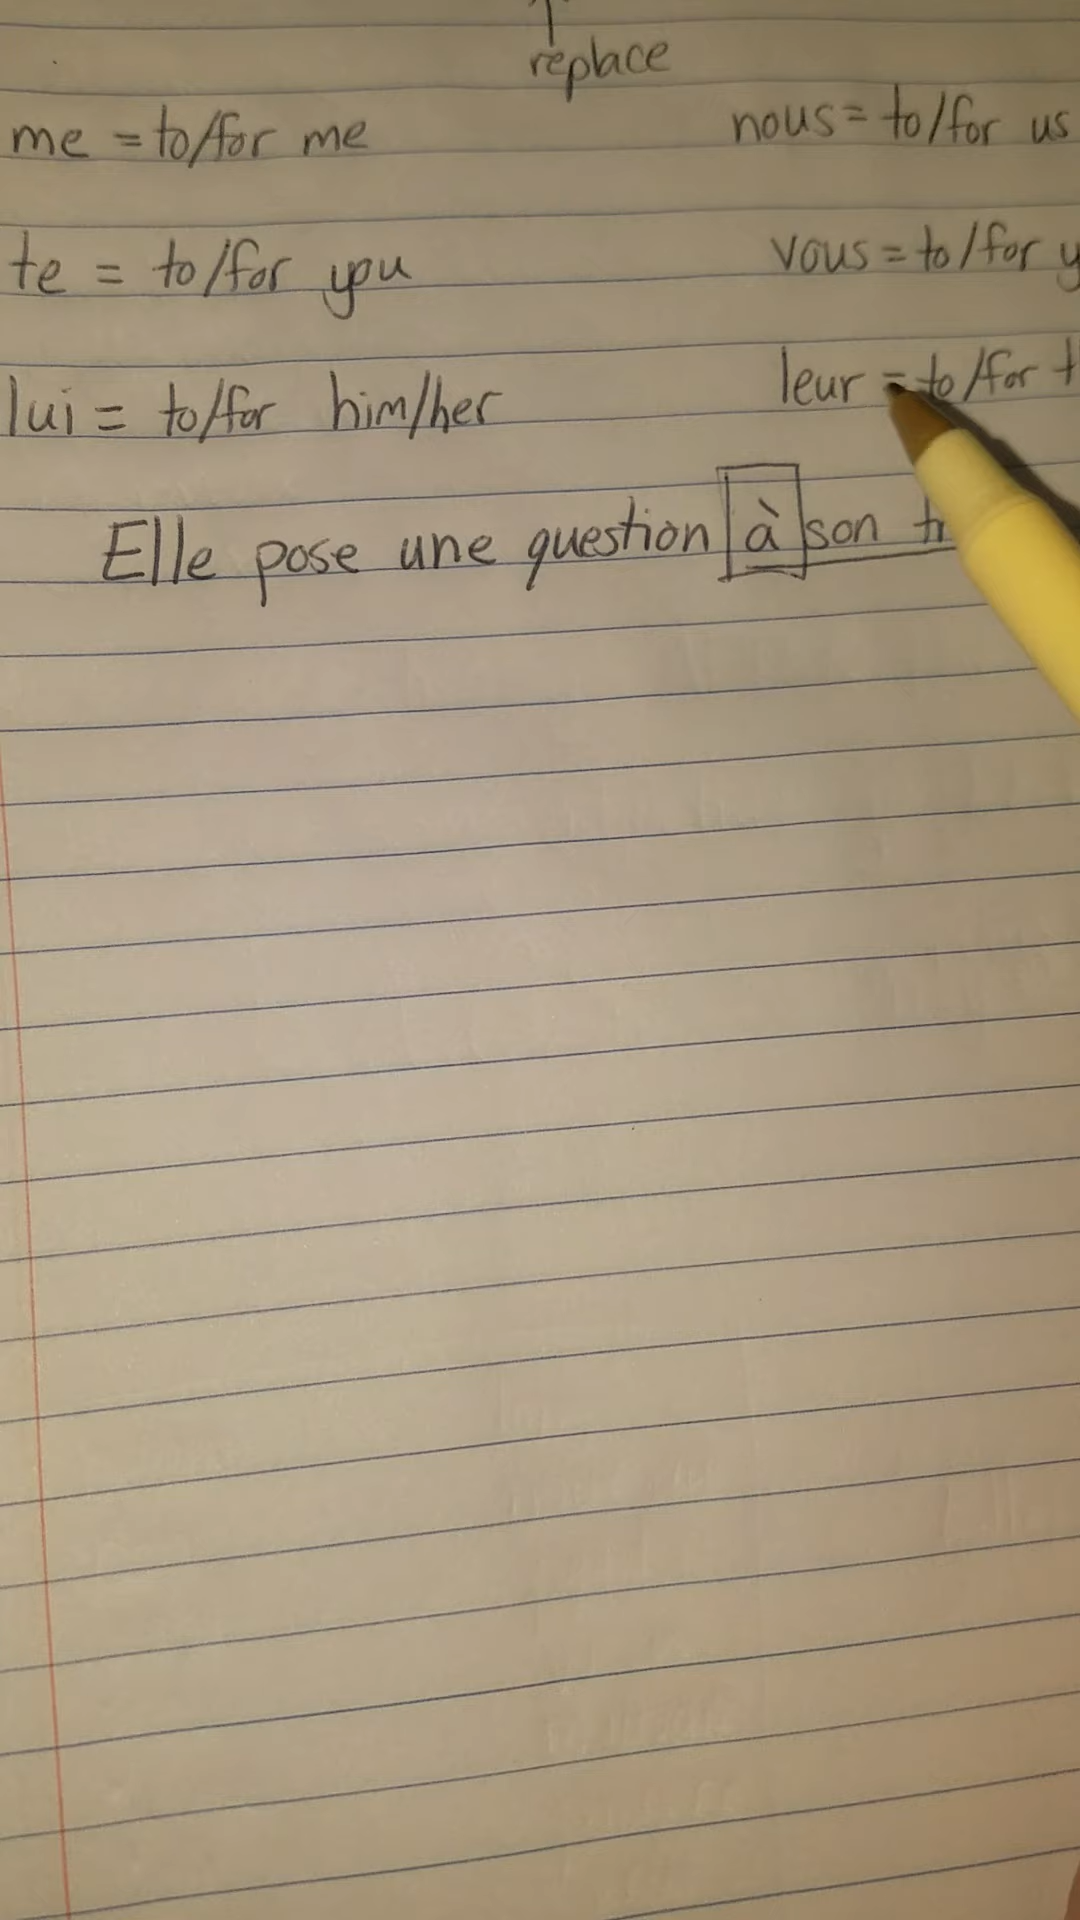 replace
me = to/for me
nous = to/for us
te = to/for you
vous = to/for
lui = to/for him/her
leur = to/for
Elle pose une question à son